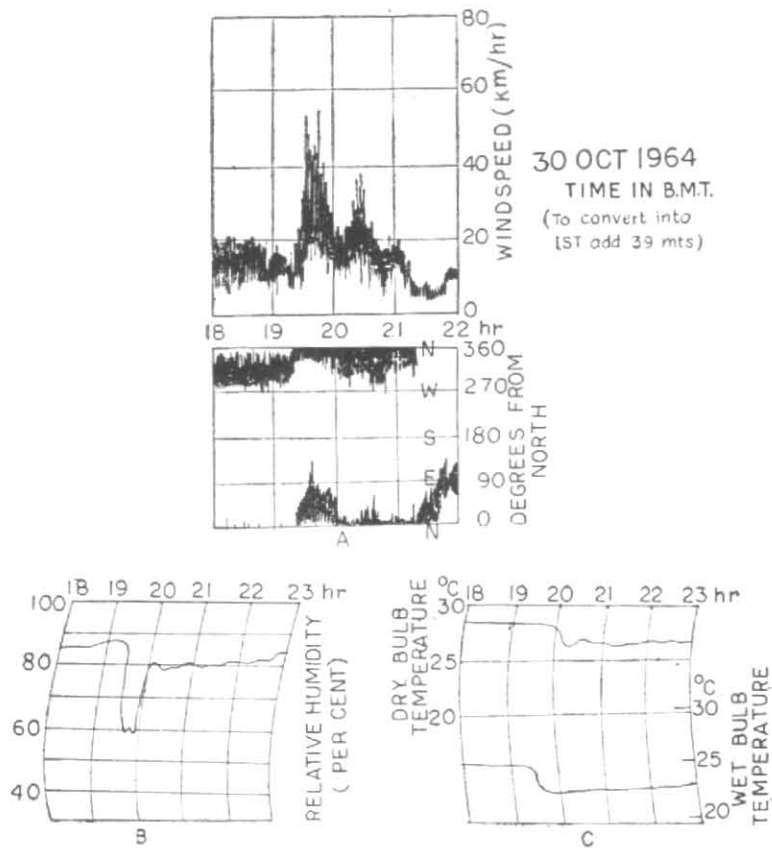 80
60
40
20
0
WINDSPEED (km/hr)
30 OCT 1964
TIME IN B.M.T.
(To convert into
IST add 39 mts)
18 19 20 21 22 hr
N 360
W 270
S 180
E 90
N 0
DEGREES FROM
NORTH
A
18 19 20 21 22 23 hr
100
80
60
40
RELATIVE HUMIDITY
(PER CENT)
B
°C 18 19 20 21 22 23 hr
30
25
20
DRY BULB
TEMPERATURE
°C
30
25
20
WET BULB
TEMPERATURE
C